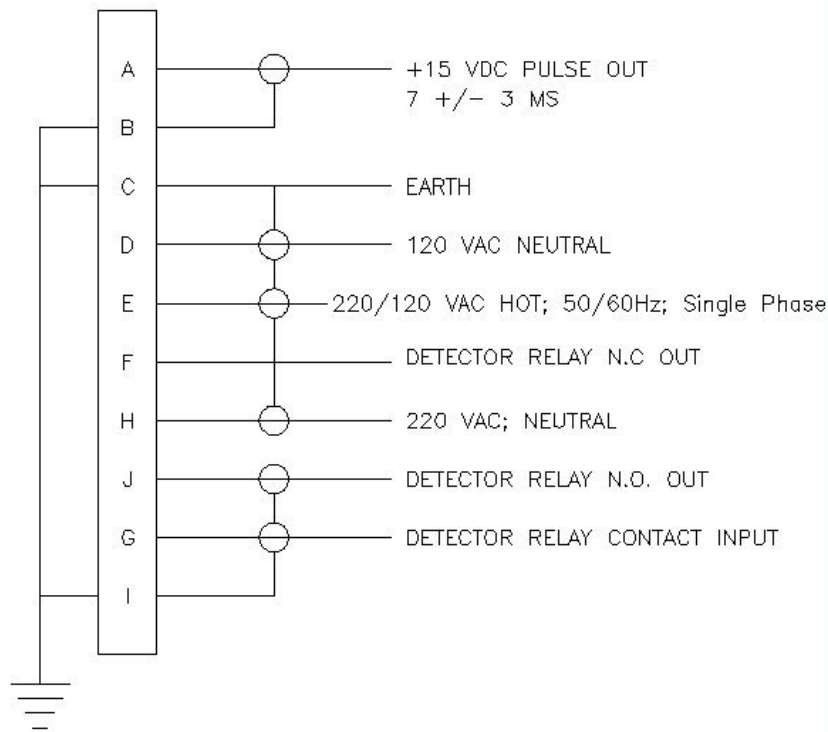 A
+15 VDC PULSE OUT
7 +/- 3 MS
B
C
EARTH
D
120 VAC NEUTRAL
E
220/120 VAC HOT; 50/60Hz; Single Phase
F
DETECTOR RELAY N.C OUT
H
220 VAC; NEUTRAL
J
DETECTOR RELAY N.O. OUT
G
DETECTOR RELAY CONTACT INPUT
I